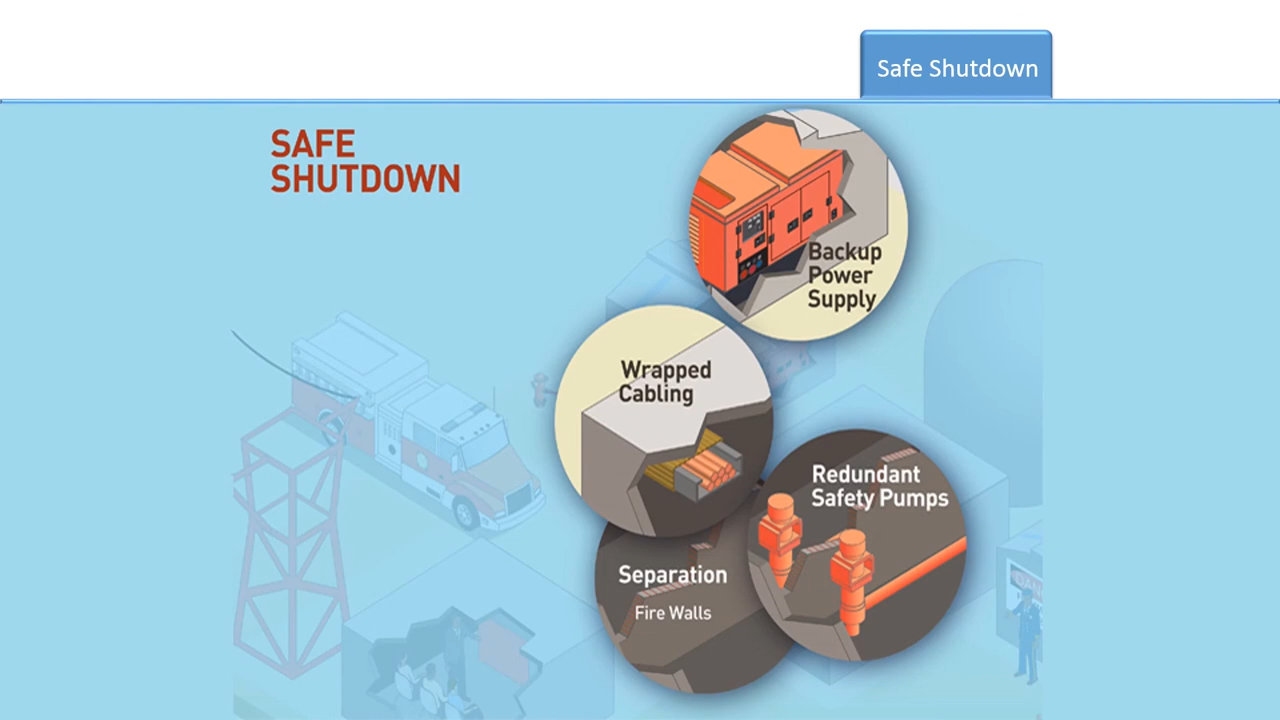 Safe Shutdown
SAFE
SHUTDOWN
Backup
Power
Supply
Wrapped
Cabling
Redundant
Safety Pumps
Separation
Fire Walls